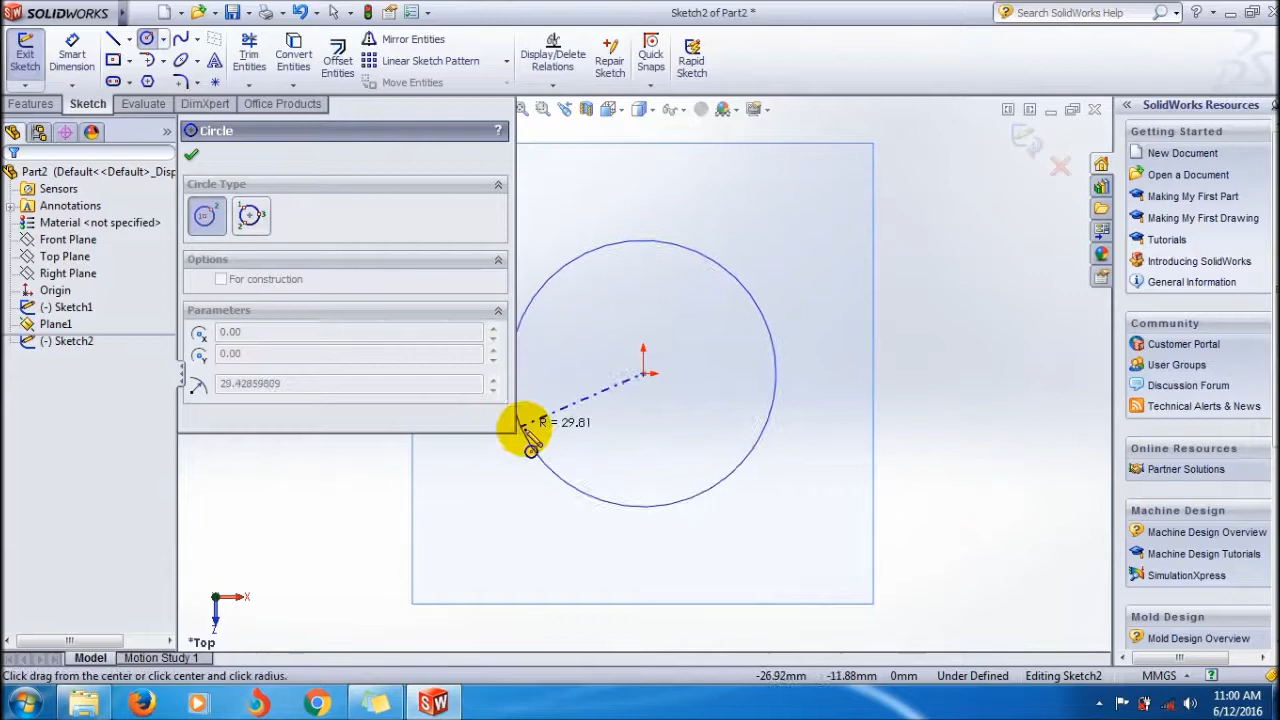 SOLIDWORKS
Sketch2 of Part2 *
Search SolidWorks Help
Exit Sketch
Smart Dimension
Trim Entities
Convert Entities
Offset Entities
Mirror Entities
Linear Sketch Pattern
Move Entities
Display/Delete Relations
Repair Sketch
Quick Snaps
Rapid Sketch
Features
Sketch
Evaluate
DimXpert
Office Products
Part2 (Default<<Default>_Disp
Sensors
Annotations
Material <not specified>
Front Plane
Top Plane
Right Plane
Origin
(-) Sketch1
Plane1
(-) Sketch2
Circle
?
Circle Type
Options
For construction
Parameters
0.00
0.00
29.42859809
R = 29.81
X
Z
*Top
SolidWorks Resources
Getting Started
New Document
Open a Document
Making My First Part
Making My First Drawing
Tutorials
Introducing SolidWorks
General Information
Community
Customer Portal
User Groups
Discussion Forum
Technical Alerts & News
Online Resources
Partner Solutions
Machine Design
Machine Design Overview
Machine Design Tutorials
SimulationXpress
Mold Design
Mold Design Overview
Model
Motion Study 1
Click drag from the center or click center and click radius.
-26.92mm
-11.88mm
0mm
Under Defined
Editing Sketch2
MMGS
11:00 AM
6/12/2016